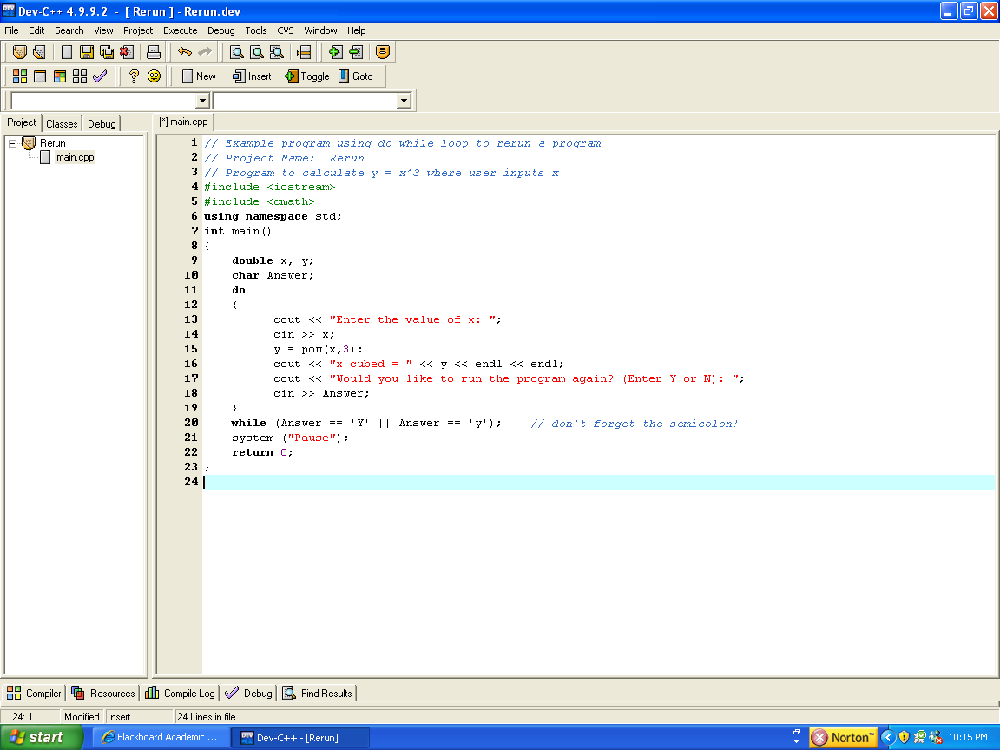 Dev-C++ 4.9.9.2 - [ Rerun ] - Rerun.dev
File Edit Search View Project Execute Debug Tools CVS Window Help
New Insert Toggle Goto
Project Classes Debug
[*] main.cpp
Rerun
main.cpp
1 // Example program using do while loop to rerun a program
2 // Project Name:  Rerun
3 // Program to calculate y = x^3 where user inputs x
4 #include <iostream>
5 #include <cmath>
6 using namespace std;
7 int main()
8 {
9     double x, y;
10     char Answer;
11     do
12     {
13           cout << "Enter the value of x: ";
14           cin >> x;
15           y = pow(x,3);
16           cout << "x cubed = " << y << endl << endl;
17           cout << "Would you like to run the program again? (Enter Y or N): ";
18           cin >> Answer;
19     }
20     while (Answer == 'Y' || Answer == 'y');    // don't forget the semicolon!
21     system ("Pause");
22     return 0;
23 }
24
Compiler Resources Compile Log Debug Find Results
24: 1 Modified Insert 24 Lines in file
start Blackboard Academic ... Dev-C++ - [Rerun] Norton™ 10:15 PM